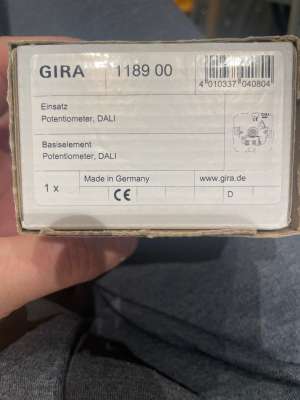 GIRA
1189 00
4 010337 040804
Einsatz
Potentiometer, DALI
Basiselement
Potentiometer, DALI
1 x
Made in Germany
www.gira.de
CE
D